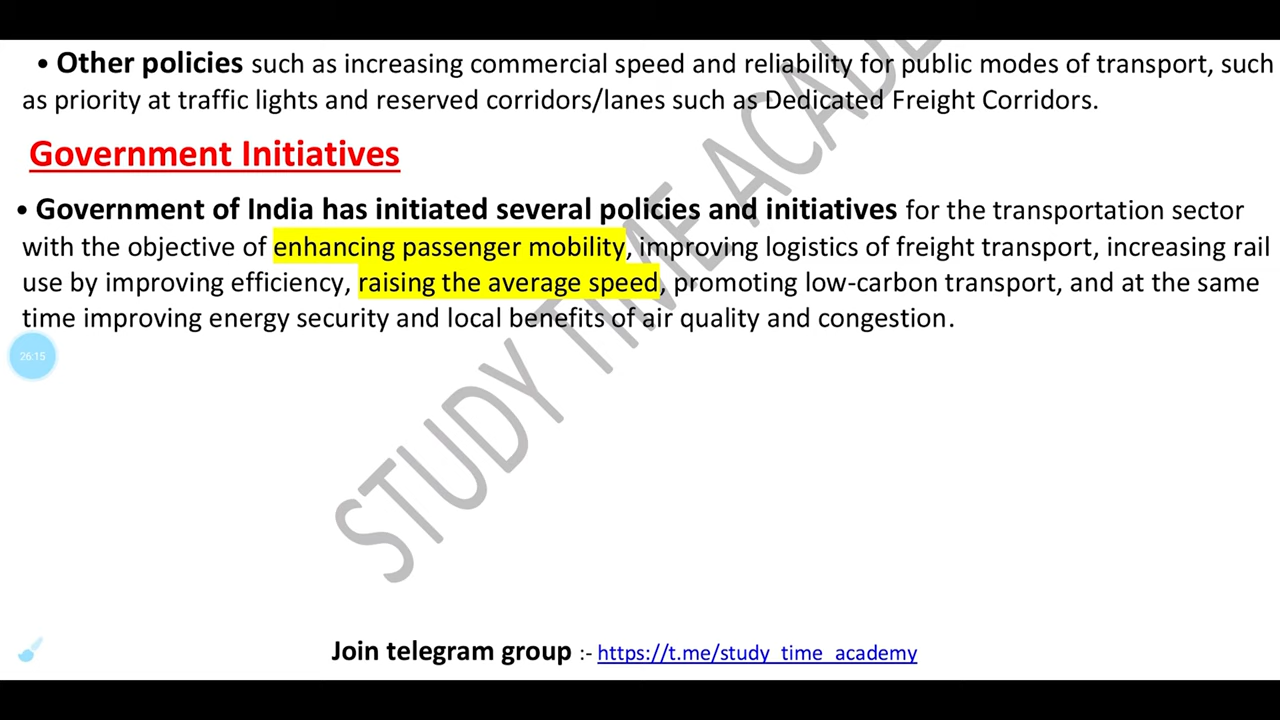 • Other policies such as increasing commercial speed and reliability for public modes of transport, such
as priority at traffic lights and reserved corridors/lanes such as Dedicated Freight Corridors.
Government Initiatives
• Government of India has initiated several policies and initiatives for the transportation sector
with the objective of enhancing passenger mobility, improving logistics of freight transport, increasing rail
use by improving efficiency, raising the average speed, promoting low-carbon transport, and at the same
time improving energy security and local benefits of air quality and congestion.
26:15
STUDY TIME ACADE
Join telegram group :- https://t.me/study_time_academy